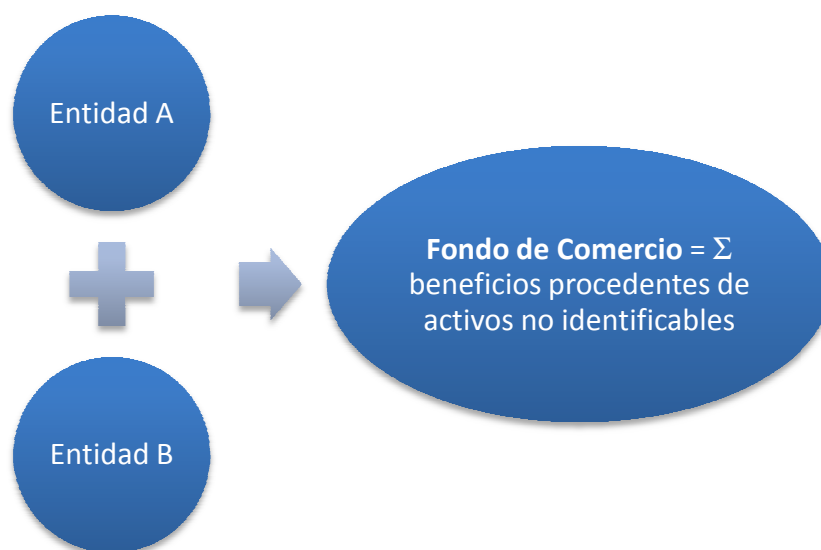 Entidad A
Fondo de Comercio = Σ
beneficios procedentes de
activos no identificables
Entidad B